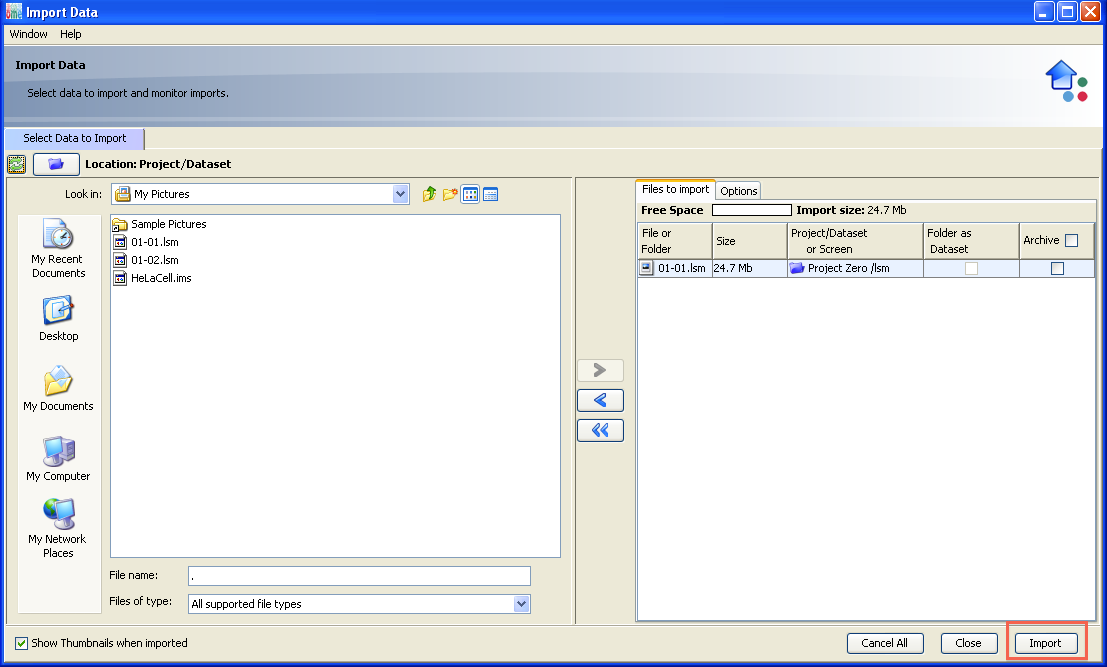 Import Data
Window Help
Import Data
Select data to import and monitor imports.
Select Data to Import
Location: Project/Dataset
Look in: My Pictures
My Recent Documents
Desktop
My Documents
My Computer
My Network Places
Sample Pictures
01-01.lsm
01-02.lsm
HeLaCell.ims
File name: .
Files of type: All supported file types
Files to import Options
Free Space Import size: 24.7 Mb
File or Folder Size Project/Dataset or Screen Folder as Dataset Archive
01-01.lsm 24.7 Mb Project Zero /lsm
Show Thumbnails when imported
Cancel All Close Import